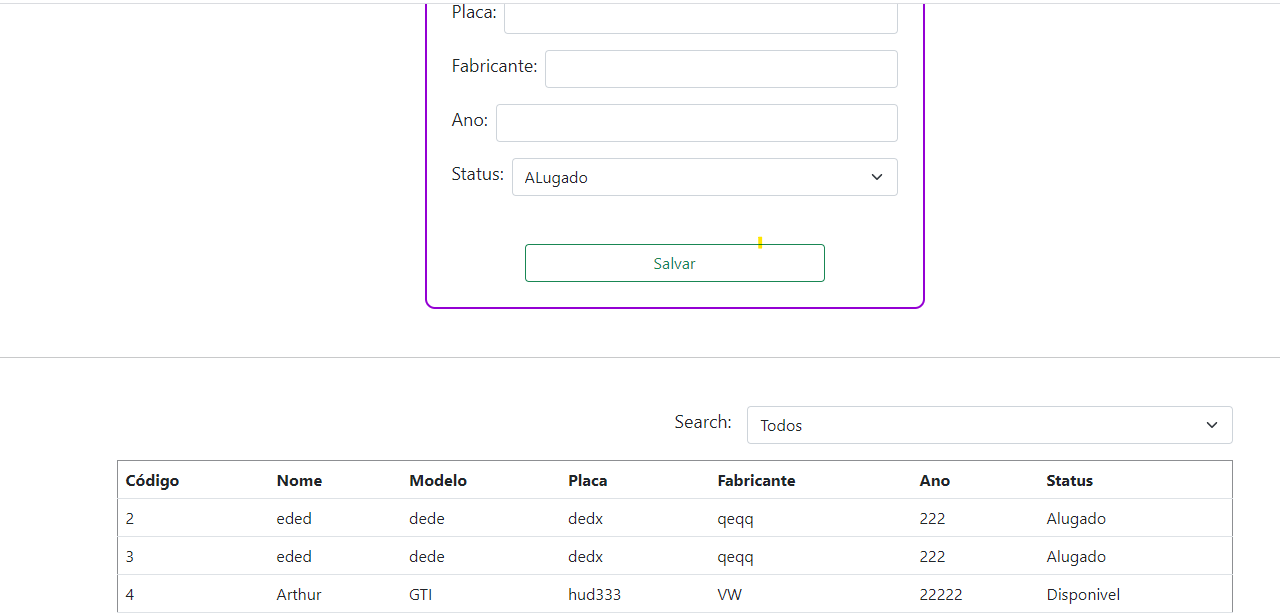 Placa:
Fabricante:
Ano:
Status: ALugado
Salvar
Search: Todos
Código Nome Modelo Placa Fabricante Ano Status
2 eded dede dedx qeqq 222 Alugado
3 eded dede dedx qeqq 222 Alugado
4 Arthur GTI hud333 VW 22222 Disponivel